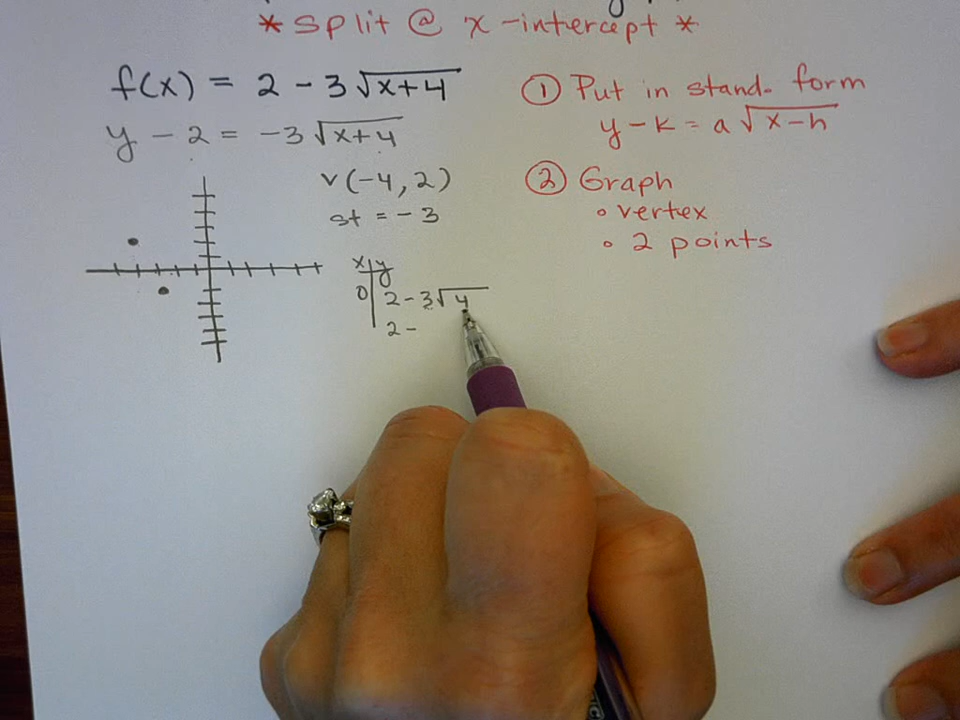 *split @ x-intercept*
f(x) = 2 - 3√x+4
y - 2 = -3√x+4
v(-4, 2)
st = -3
x y
0 2 - 3√4
2 -
① Put in stand. form
y - k = a√x-h
② Graph
• vertex
• 2 points